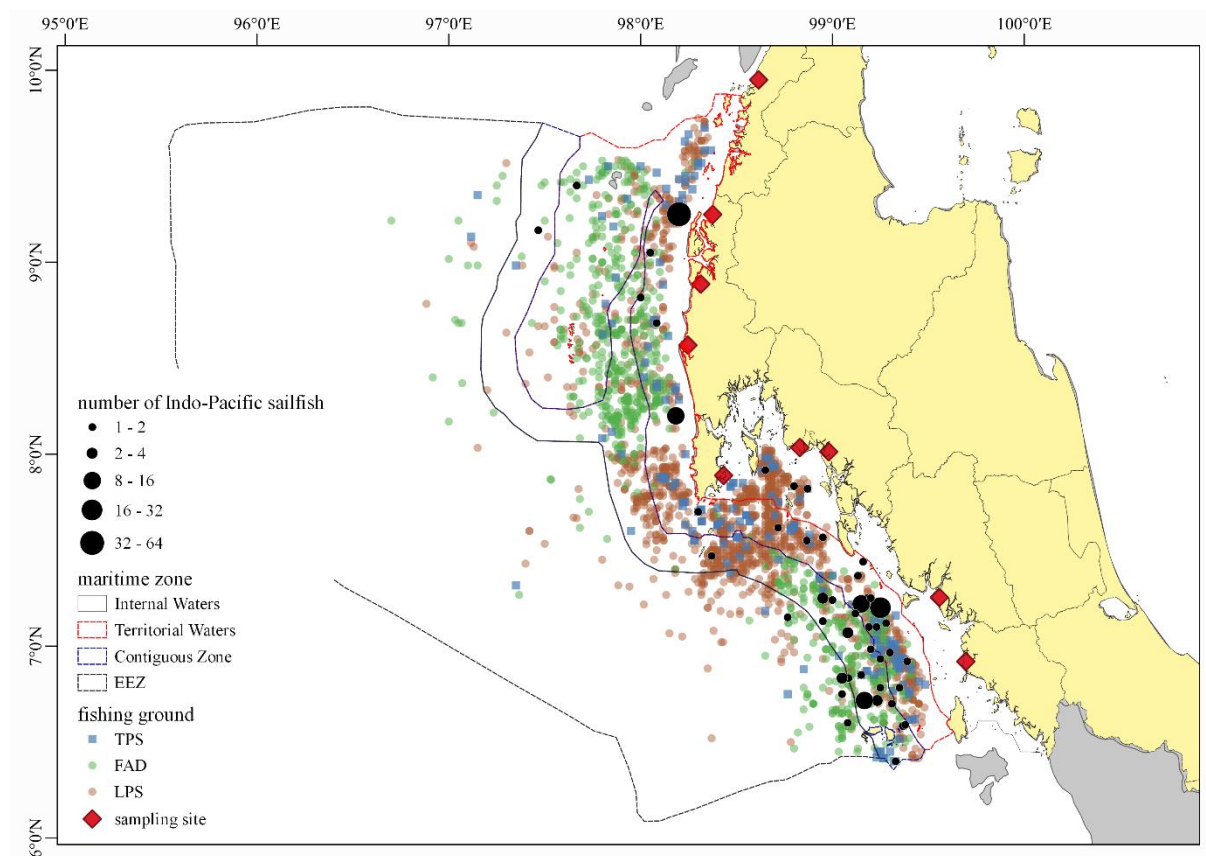 95°0'E 96°0'E 97°0'E 98°0'E 99°0'E 100°0'E
10°0'N
9°0'N
8°0'N
7°0'N
6°0'N
number of Indo-Pacific sailfish
1 - 2
2 - 4
8 - 16
16 - 32
32 - 64
maritime zone
Internal Waters
Territorial Waters
Contiguous Zone
EEZ
fishing ground
TPS
FAD
LPS
sampling site